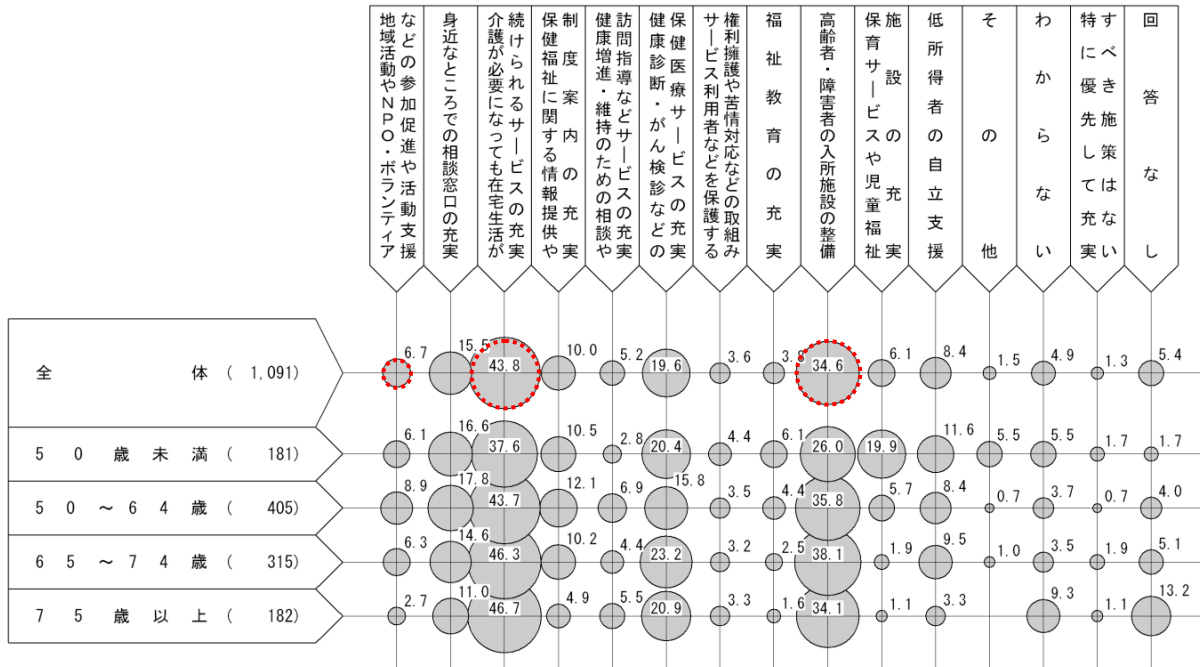 地域活動やNPO・ボランティア
などの参加促進や活動支援
身近なところでの相談窓口の充実
介護が必要になっても在宅生活が
続けられるサービスの充実
保健福祉に関する情報提供や
制度案内の充実
健康増進・維持のための相談や
訪問指導などサービスの充実
健康診断・がん検診などの
保健医療サービスの充実
サービス利用者などを保護する
権利擁護や苦情対応などの取組み
福祉教育の充実
高齢者・障害者の入所施設の整備
保育サービスや児童福祉
施設の充実
低所得者の自立支援
その他
わからない
特に優先して充実
すべき施策はない
回答なし
全体(1,091) 6.7 15.5 43.8 10.0 5.2 19.6 3.6 3.8 34.6 6.1 8.4 1.5 4.9 1.3 5.4
50歳未満(181) 6.1 16.6 37.6 10.5 2.8 20.4 4.4 6.1 26.0 19.9 11.6 5.5 5.5 1.7 1.7
50~64歳(405) 8.9 17.8 43.7 12.1 6.9 15.8 3.5 4.4 35.8 5.7 8.4 0.7 3.7 0.7 4.0
65~74歳(315) 6.3 14.6 46.3 10.2 4.4 23.2 3.2 2.5 38.1 1.9 9.5 1.0 3.5 1.9 5.1
75歳以上(182) 2.7 11.0 46.7 4.9 5.5 20.9 3.3 1.6 34.1 1.1 3.3 9.3 1.1 13.2